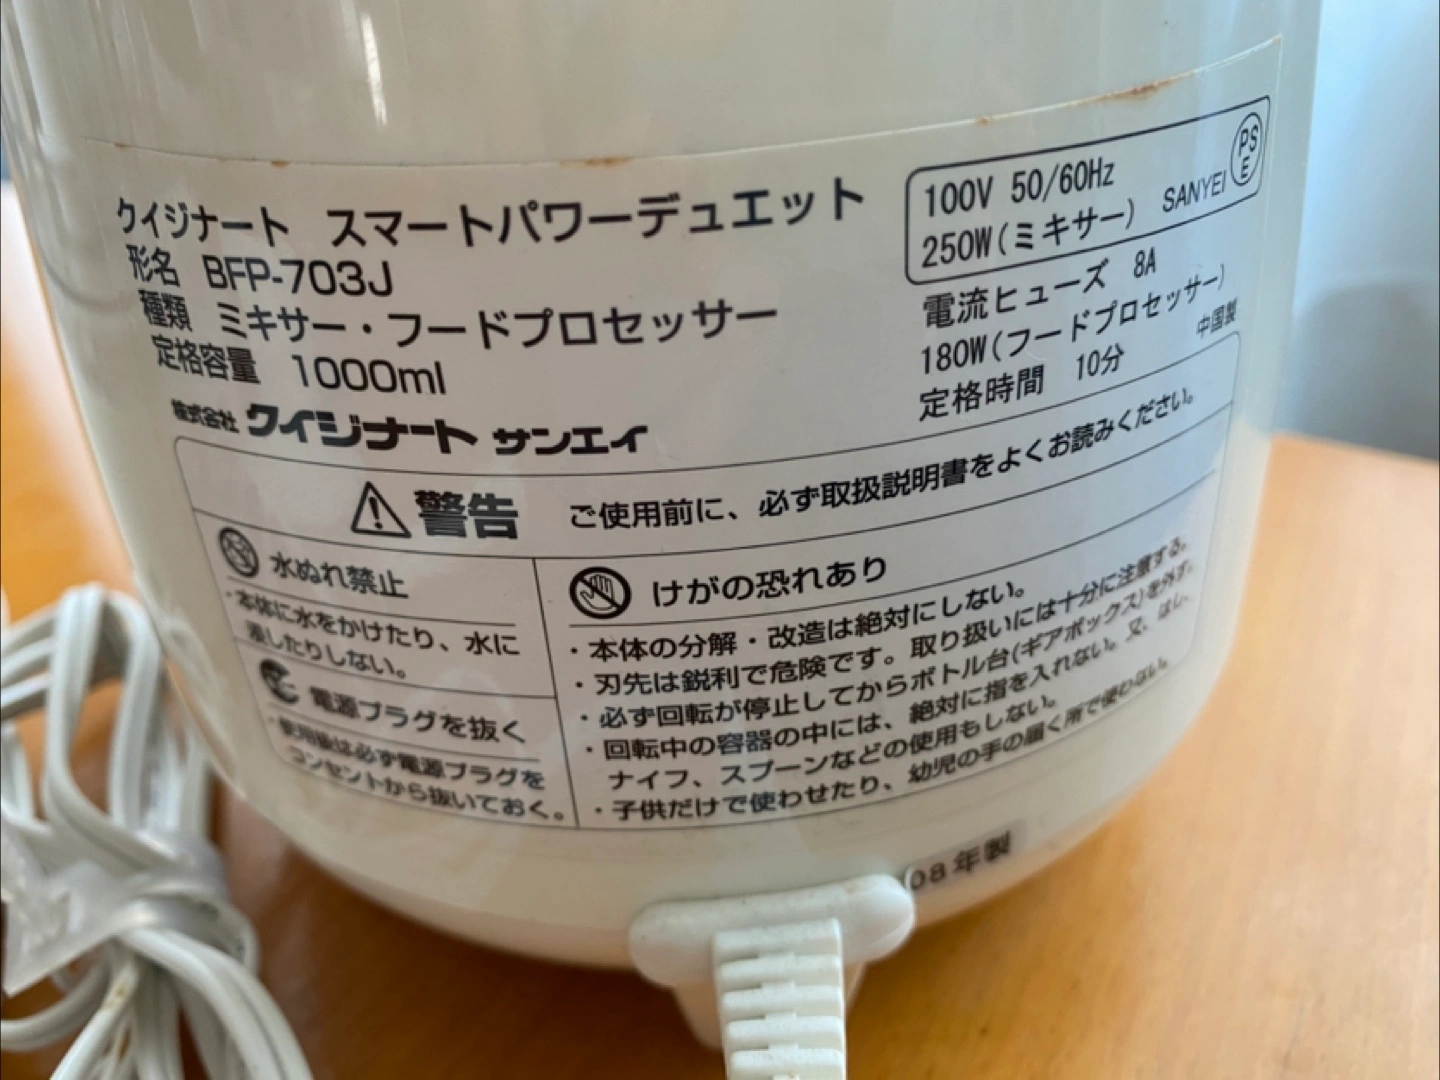 クイジナート　スマートパワーデュエット
形名　BFP-703J
種類　ミキサー・フードプロセッサー
定格容量　1000ml
株式会社 クイジナート サンエイ
100V 50/60Hz
250W(ミキサー)　SANYEI
PSE
電流ヒューズ　8A
180W(フードプロセッサー)
定格時間　10分
中国製
警告　ご使用前に、必ず取扱説明書をよくお読みください。
水ぬれ禁止
・本体に水をかけたり、水に
浸したりしない。
電源プラグを抜く
・使用後は必ず電源プラグを
コンセントから抜いておく。
けがの恐れあり
・本体の分解・改造は絶対にしない。
・刃先は鋭利で危険です。取り扱いには十分に注意する。
・必ず回転が停止してからボトル台(ギアボックス)を外す。
・回転中の容器の中には、絶対に指を入れない。又、はし、
ナイフ、スプーンなどの使用もしない。
・子供だけで使わせたり、幼児の手の届く所で使わない。
08年製